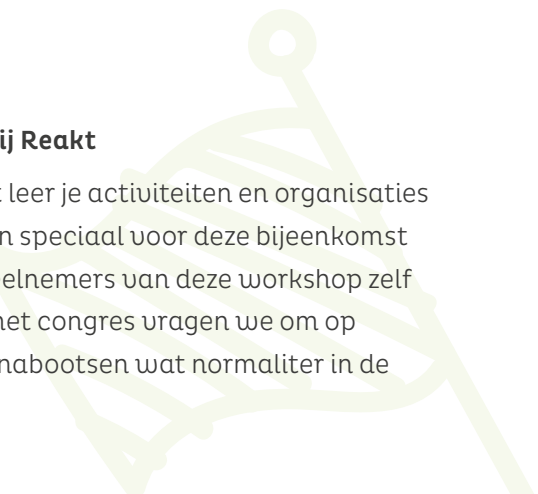 ij Reakt
t leer je activiteiten en organisaties
n speciaal voor deze bijeenkomst
elnemers van deze workshop zelf
het congres vragen we om op
nabootsen wat normaliter in de